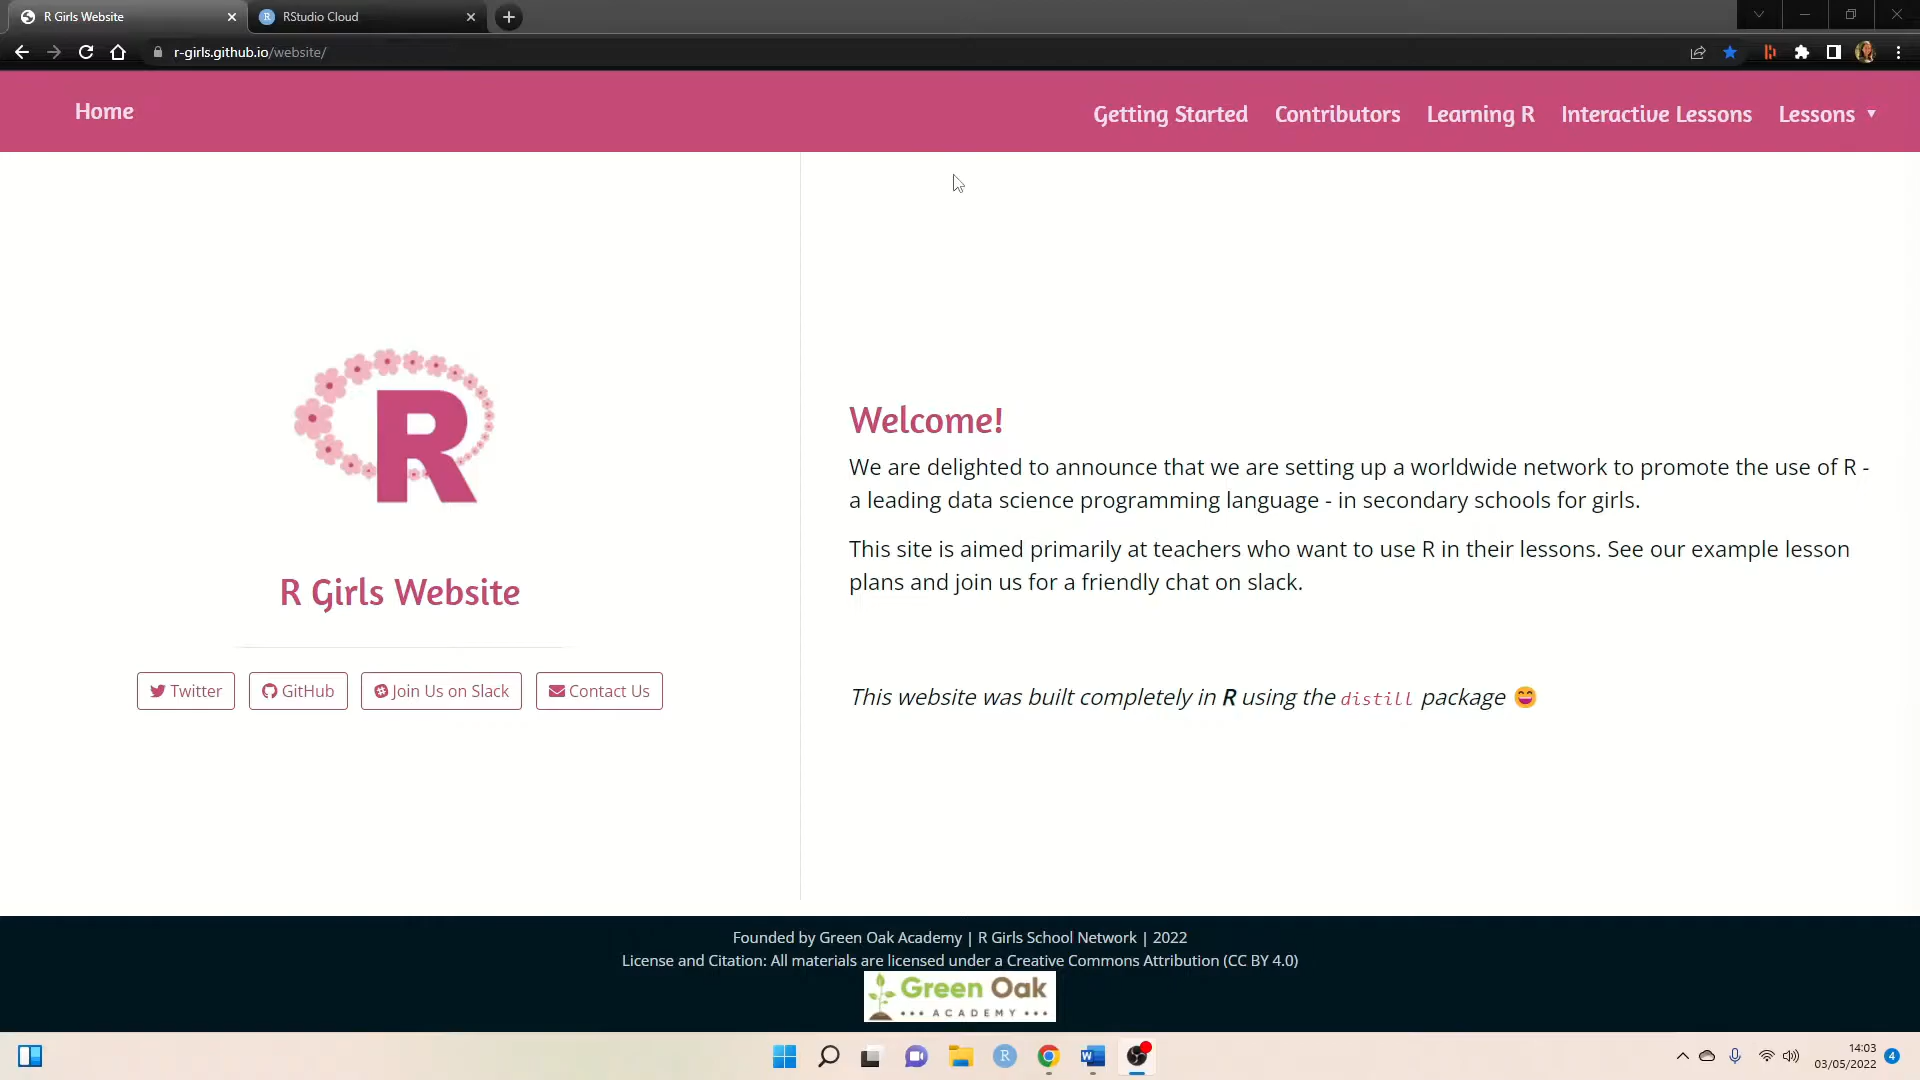 R Girls Website
RStudio Cloud
r-girls.github.io/website/
Home
Getting Started
Contributors
Learning R
Interactive Lessons
Lessons
R
R Girls Website
Twitter
GitHub
Join Us on Slack
Contact Us
Welcome!
We are delighted to announce that we are setting up a worldwide network to promote the use of R -
a leading data science programming language - in secondary schools for girls.
This site is aimed primarily at teachers who want to use R in their lessons. See our example lesson
plans and join us for a friendly chat on slack.
This website was built completely in R using the distill package 😄
Founded by Green Oak Academy | R Girls School Network | 2022
License and Citation: All materials are licensed under a Creative Commons Attribution (CC BY 4.0)
Green Oak
ACADEMY
R
W
14:03
03/05/2022
4